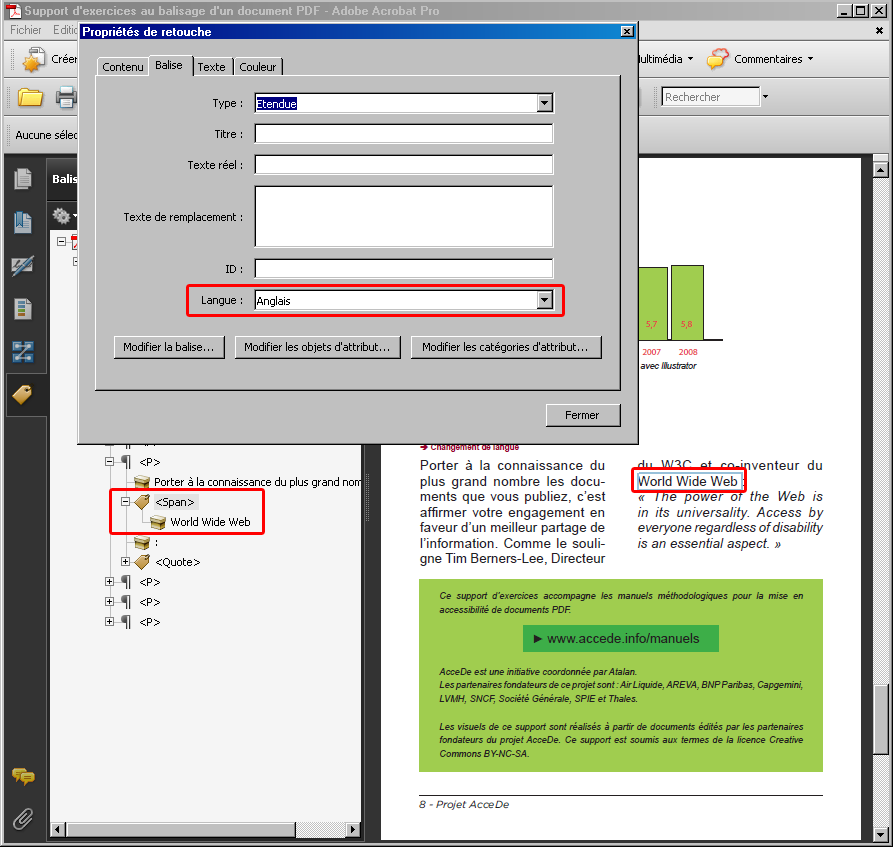 Support d'exercices au balisage d'un document PDF - Adobe Acrobat Pro
Fichier
Propriétés de retouche
Créer
ultimédia
Commentaires
Rechercher
Aucune sélec
Contenu
Balise
Texte
Couleur
Type :
Etendue
Titre :
Texte réel :
Texte de remplacement :
ID :
Langue :
Anglais
Modifier la balise...
Modifier les objets d'attribut...
Modifier les catégories d'attribut...
Fermer
Balis
<P>
Porter à la connaissance du plus grand nom
<Span>
World Wide Web
:
<Quote>
<P>
<P>
<P>
5,7
5,8
2007
2008
avec Illustrator
➔ Changement de langue
Porter à la connaissance du
plus grand nombre les docu-
ments que vous publiez, c'est
affirmer votre engagement en
faveur d'un meilleur partage de
l'information. Comme le souli-
gne Tim Berners-Lee, Directeur
du W3C et co-inventeur du
World Wide Web :
« The power of the Web is
in its universality. Access by
everyone regardless of disability
is an essential aspect. »
Ce support d'exercices accompagne les manuels méthodologiques pour la mise en
accessibilité de documents PDF.
► www.accede.info/manuels
AcceDe est une initiative coordonnée par Atalan.
Les partenaires fondateurs de ce projet sont : Air Liquide, AREVA, BNP Paribas, Capgemini,
LVMH, SNCF, Société Générale, SPIE et Thales.
Les visuels de ce support sont réalisés à partir de documents édités par les partenaires
fondateurs du projet AcceDe. Ce support est soumis aux termes de la licence Creative
Commons BY-NC-SA.
8 - Projet AcceDe